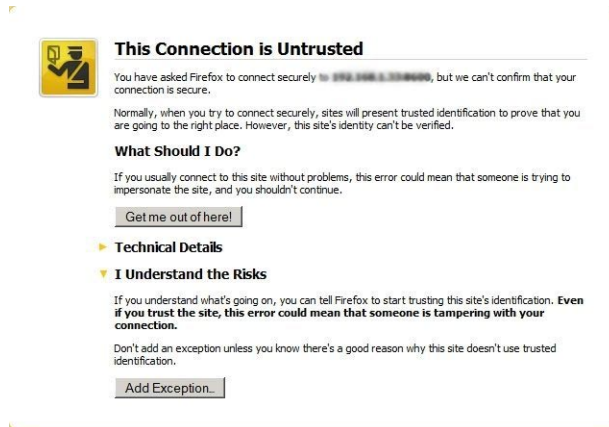 This Connection is Untrusted
You have asked Firefox to connect securely to , but we can't confirm that your
connection is secure.
Normally, when you try to connect securely, sites will present trusted identification to prove that you
are going to the right place. However, this site's identity can't be verified.
What Should I Do?
If you usually connect to this site without problems, this error could mean that someone is trying to
impersonate the site, and you shouldn't continue.
Get me out of here!
Technical Details
I Understand the Risks
If you understand what's going on, you can tell Firefox to start trusting this site's identification. Even
if you trust the site, this error could mean that someone is tampering with your
connection.
Don't add an exception unless you know there's a good reason why this site doesn't use trusted
identification.
Add Exception...